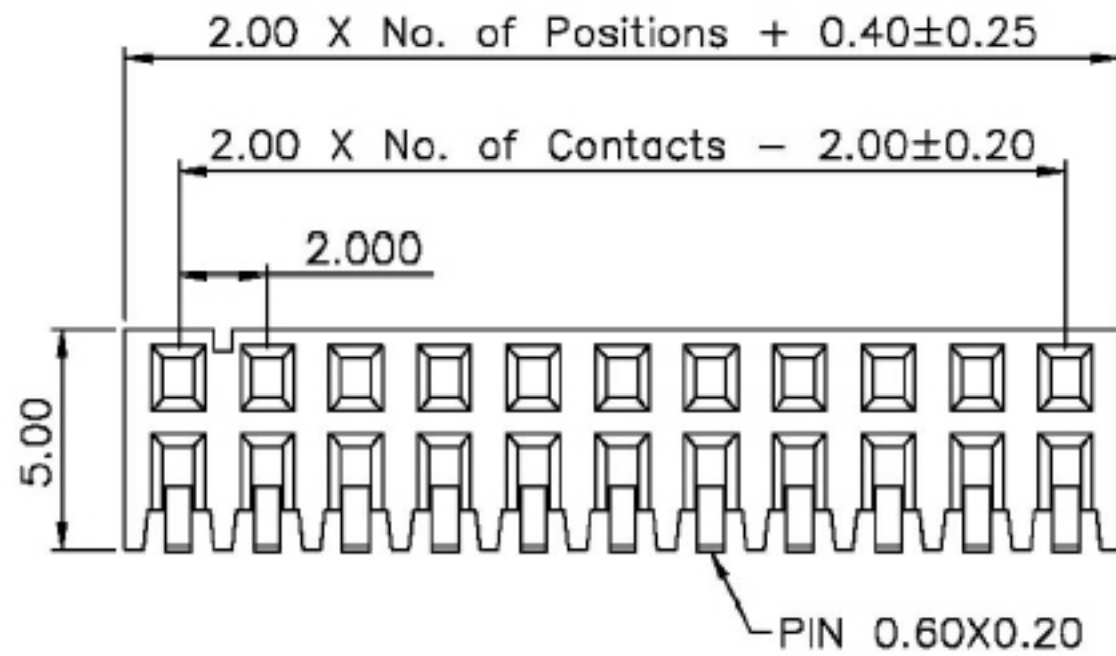 2.00 X No. of Positions + 0.40±0.25
2.00 X No. of Contacts - 2.00±0.20
2.000
5.00
PIN 0.60X0.20